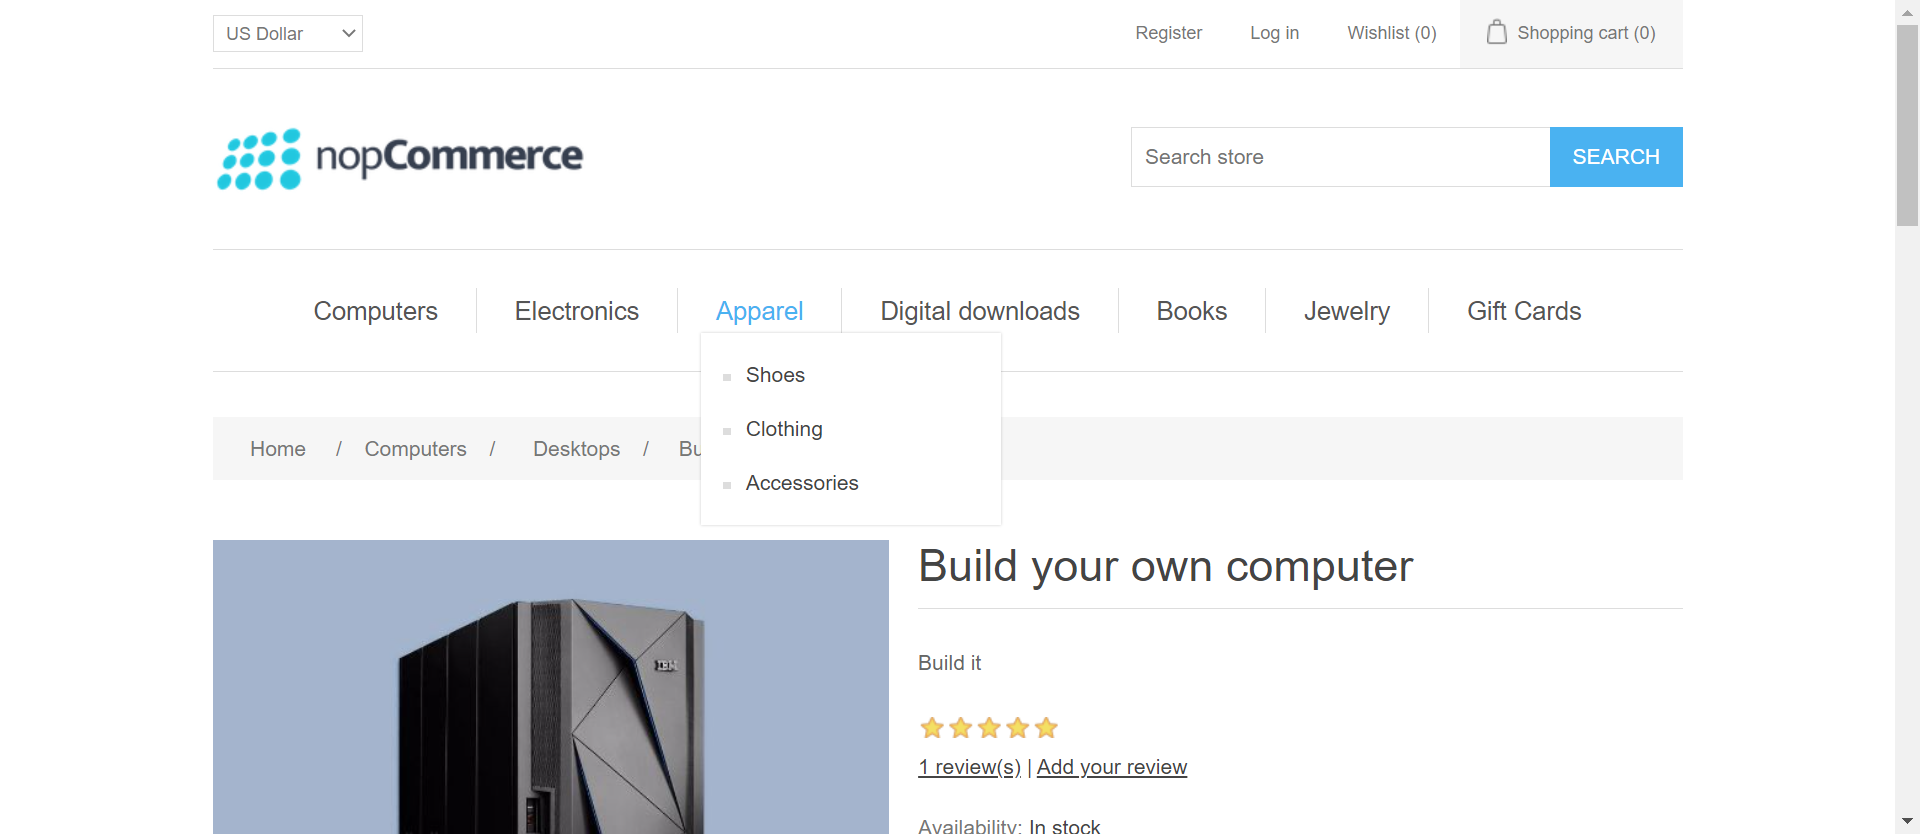 US Dollar
Register
Log in
Wishlist (0)
Shopping cart (0)
nopCommerce
Search store
SEARCH
Computers
Electronics
Apparel
Digital downloads
Books
Jewelry
Gift Cards
Shoes
Clothing
Accessories
Home / Computers / Desktops / Bu
Build your own computer
IBM
Build it
1 review(s) | Add your review
Availability: In stock